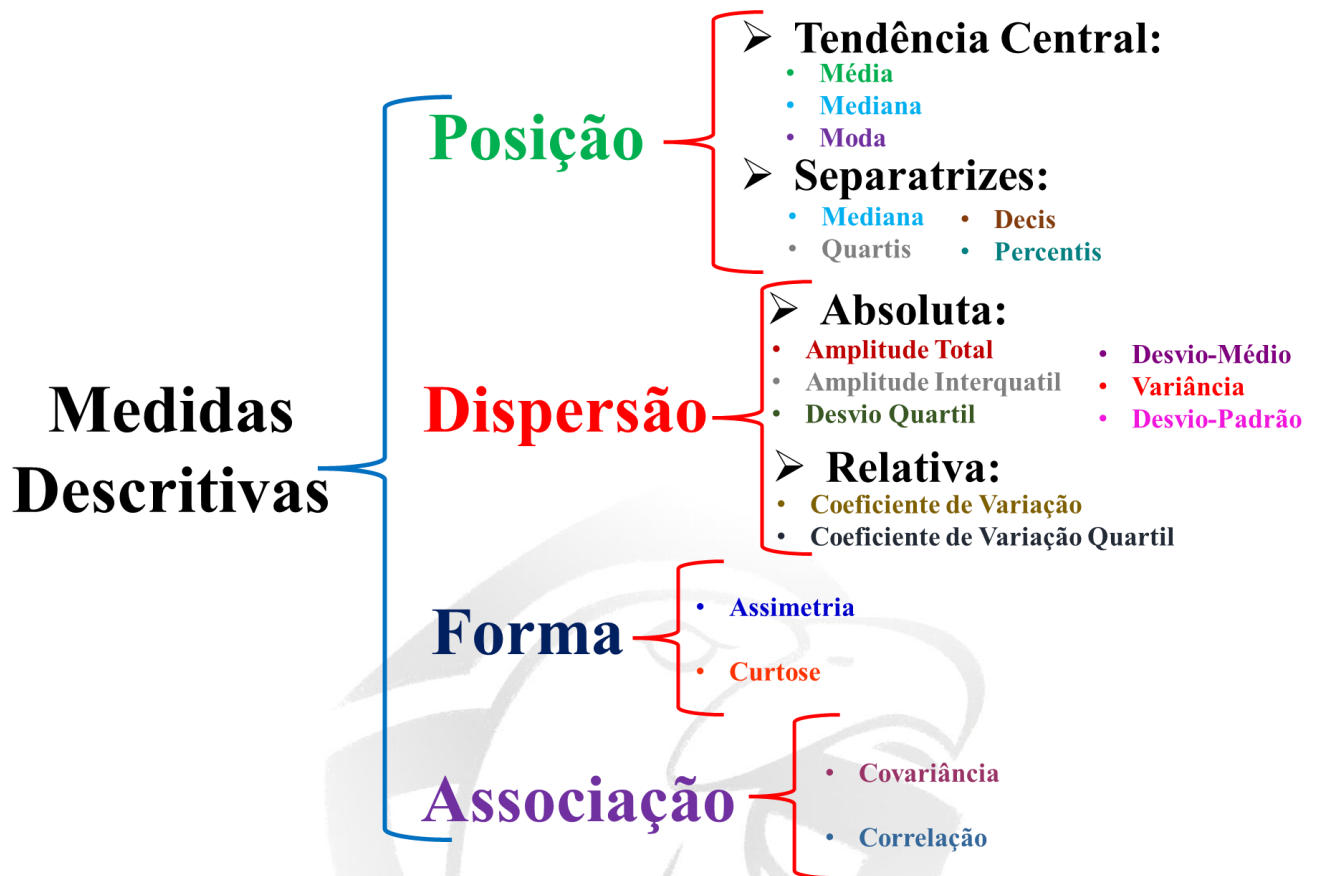 Medidas
Descritivas
Posição
➢ Tendência Central:
• Média
• Mediana
• Moda
➢ Separatrizes:
• Mediana
• Quartis
• Decis
• Percentis
Dispersão
➢ Absoluta:
• Amplitude Total
• Amplitude Interquatil
• Desvio Quartil
• Desvio-Médio
• Variância
• Desvio-Padrão
➢ Relativa:
• Coeficiente de Variação
• Coeficiente de Variação Quartil
Forma
• Assimetria
• Curtose
Associação
• Covariância
• Correlação